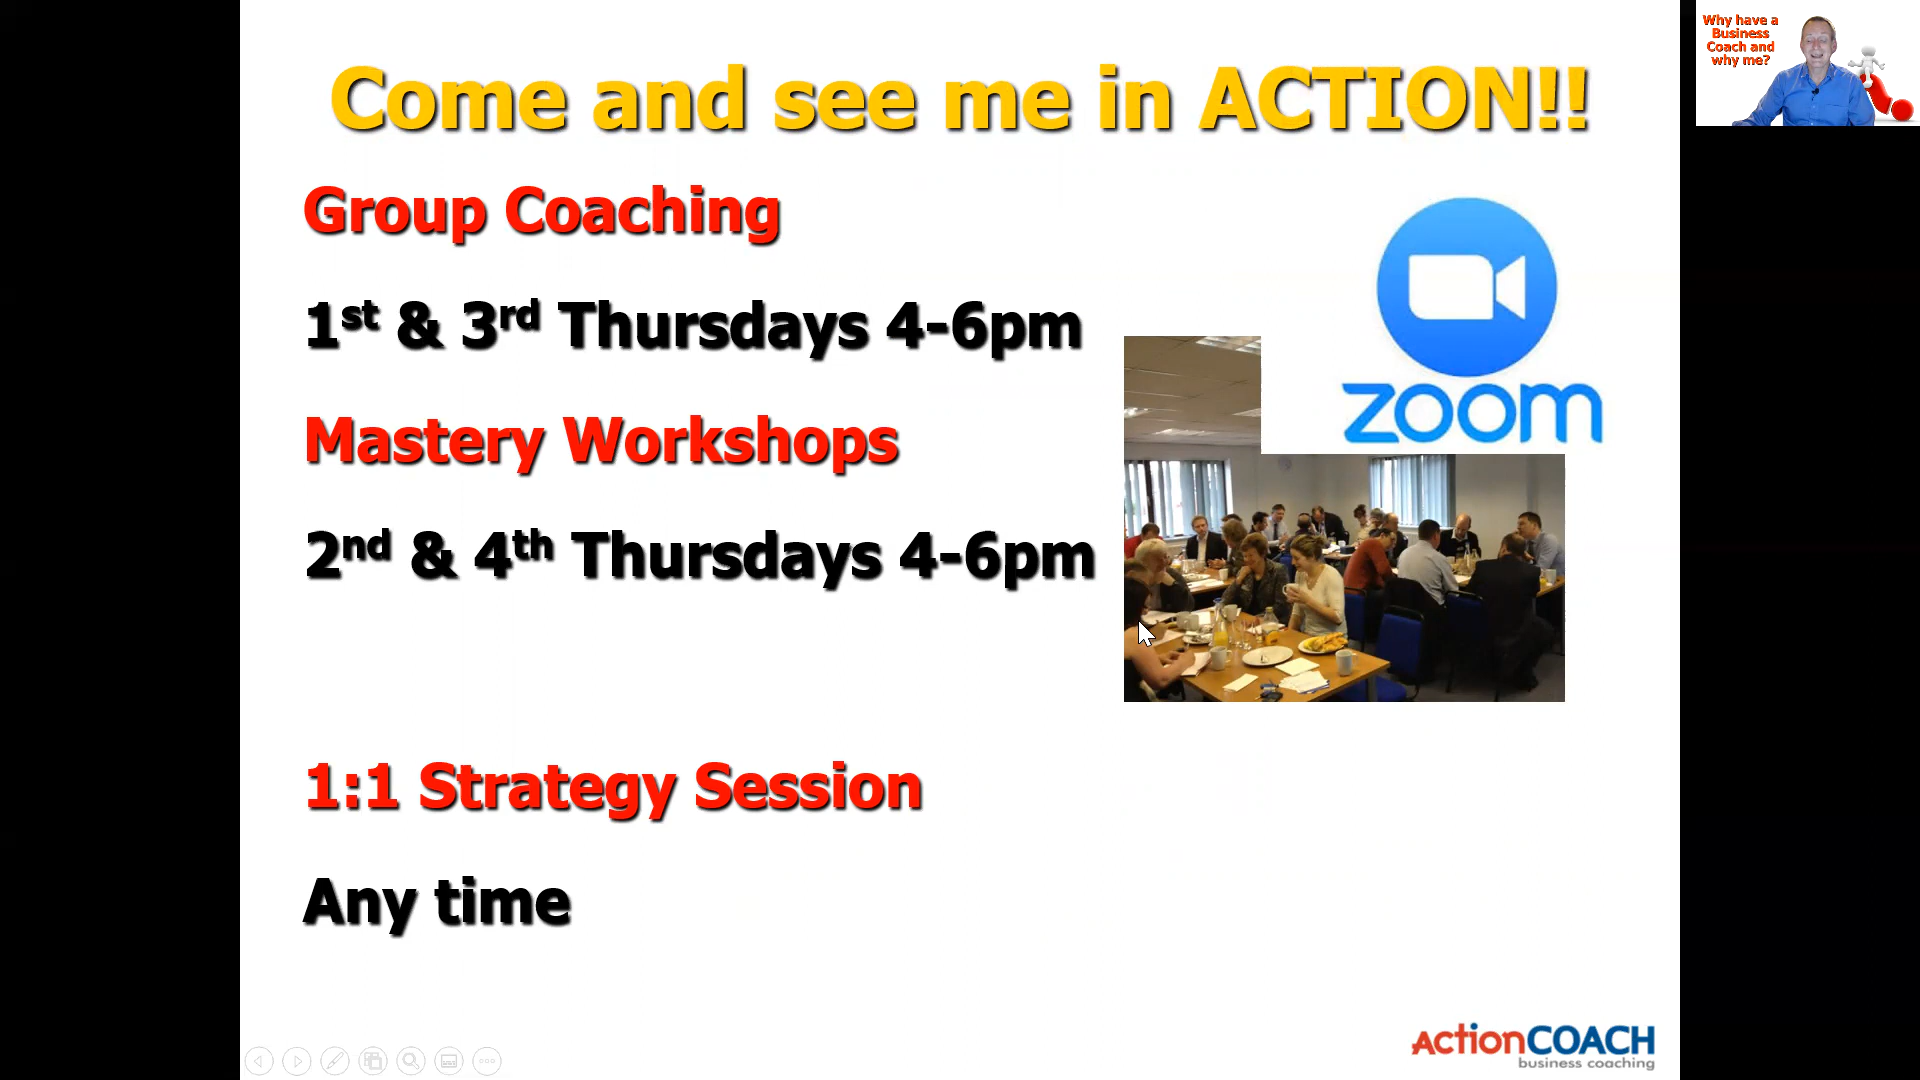 Come and see me in ACTION!!
Group Coaching
1st & 3rd Thursdays 4-6pm
Mastery Workshops
2nd & 4th Thursdays 4-6pm
1:1 Strategy Session
Any time
zoom
ActionCOACH
business coaching
Why have a
Business
Coach and
why me?